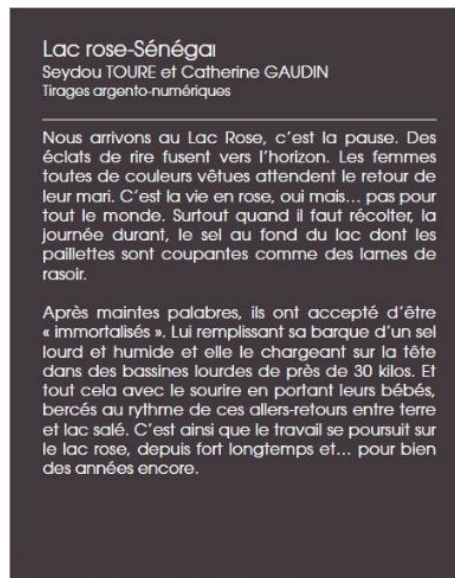 Lac rose-Sénégal
Seydou TOURE et Catherine GAUDIN
Tirages argento-numériques
Nous arrivons au Lac Rose, c’est la pause. Des
éclats de rire fusent vers l’horizon. Les femmes
toutes de couleurs vêtues attendent le retour de
leur mari. C’est la vie en rose, oui mais... pas pour
tout le monde. Surtout quand il faut récolter, la
journée durant, le sel au fond du lac dont les
paillettes sont coupantes comme des lames de
rasoir.
Après maintes palabres, ils ont accepté d’être
« immortalisés ». Lui remplissant sa barque d’un sel
lourd et humide et elle le chargeant sur la tête
dans des bassines lourdes de près de 30 kilos. Et
tout cela avec le sourire en portant leurs bébés,
bercés au rythme de ces allers-retours entre terre
et lac salé. C’est ainsi que le travail se poursuit sur
le lac rose, depuis fort longtemps et... pour bien
des années encore.